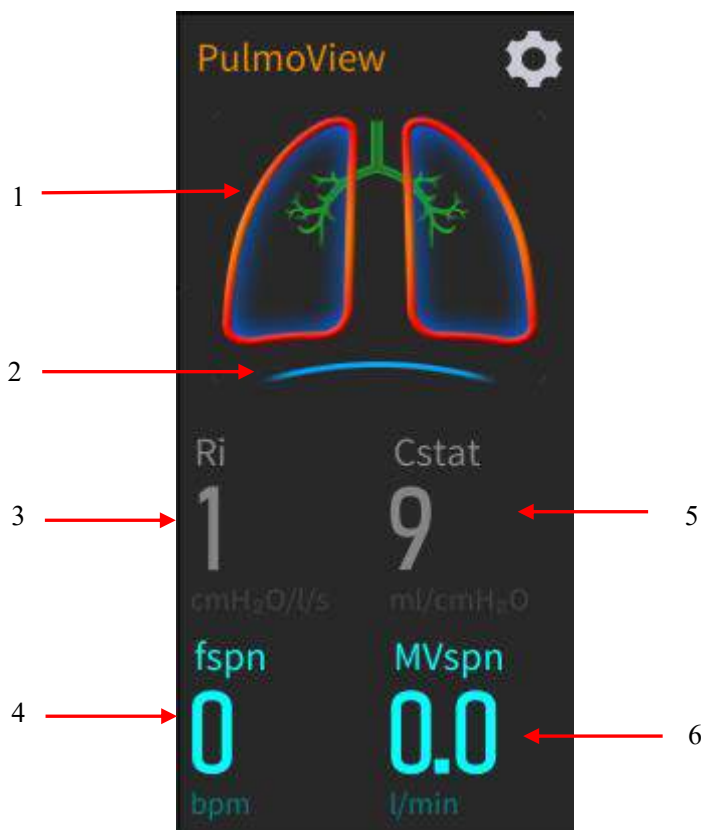 PulmoView
1
2
Ri Cstat
3 1 9 5
cmH₂O/l/s ml/cmH₂O
fspn MVspn
4 0 0.0 6
bpm l/min